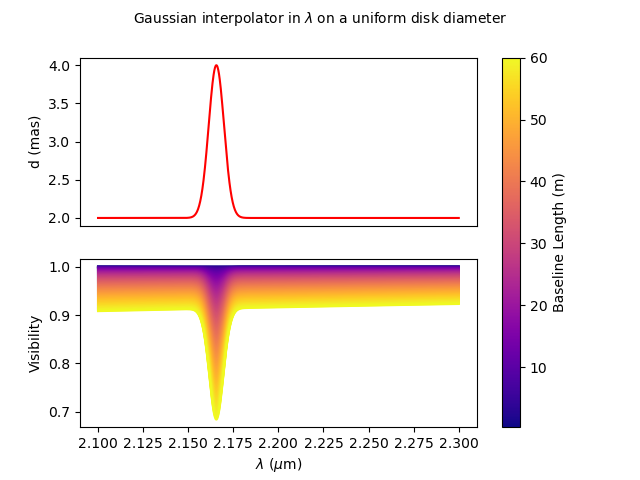 Gaussian interpolator in λ on a uniform disk diameter
4.0
3.5
3.0
2.5
2.0
d (mas)
1.0
0.9
0.8
0.7
Visibility
2.100 2.125 2.150 2.175 2.200 2.225 2.250 2.275 2.300
λ (μm)
60
50
40
30
20
10
Baseline Length (m)